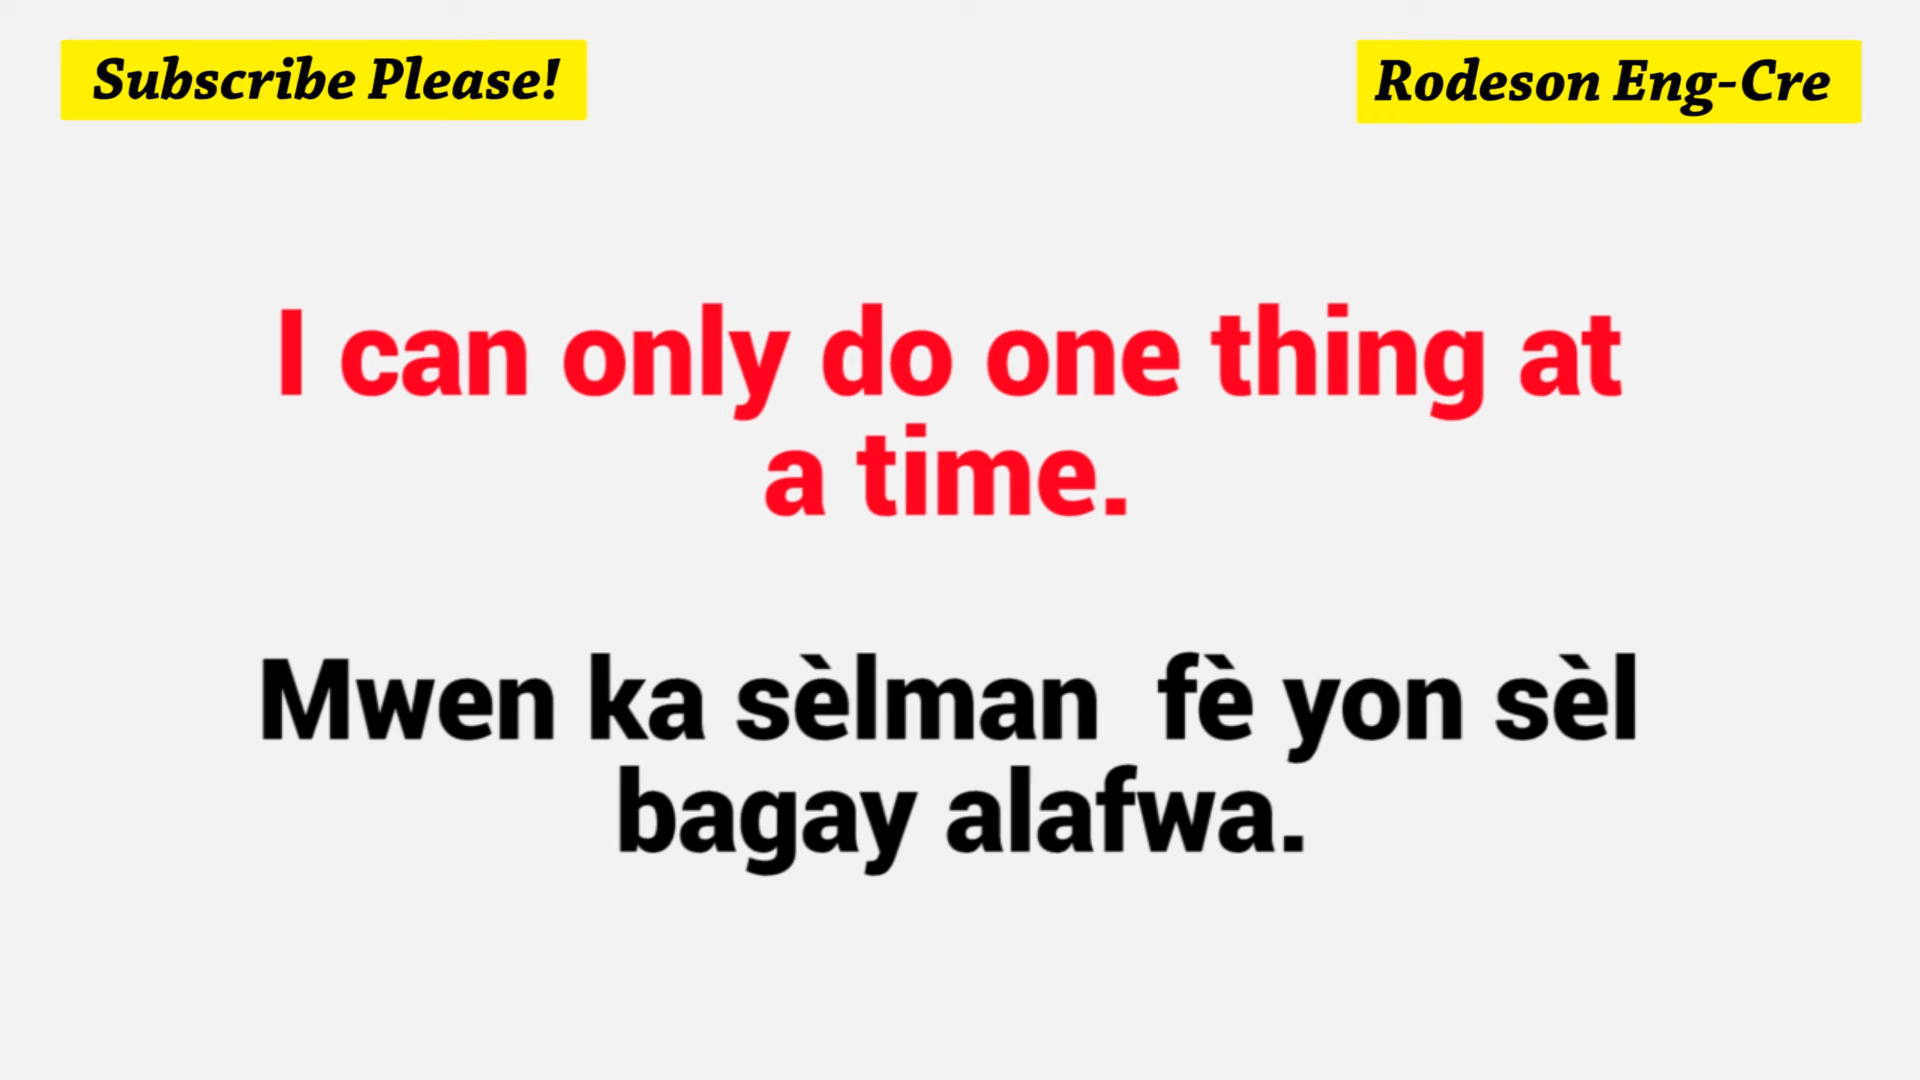 Subscribe Please!
Rodeson Eng-Cre
I can only do one thing at
a time.
Mwen ka sèlman  fè yon sèl
bagay alafwa.